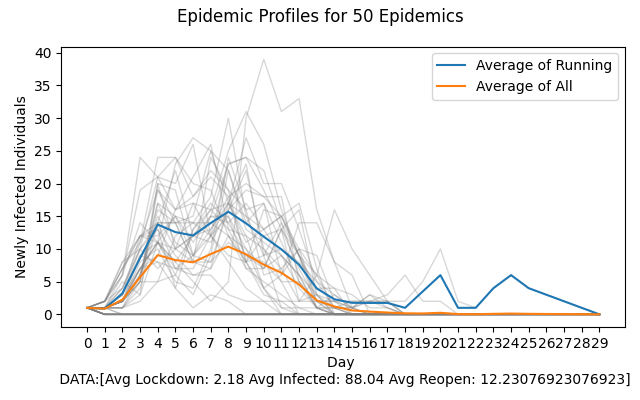 Epidemic Profiles for 50 Epidemics
Average of Running
Average of All
Newly Infected Individuals
40
35
30
25
20
15
10
5
0
0 1 2 3 4 5 6 7 8 9 10 11 12 13 14 15 16 17 18 19 20 21 22 23 24 25 26 27 28 29
Day
DATA:[Avg Lockdown: 2.18 Avg Infected: 88.04 Avg Reopen: 12.23076923076923]